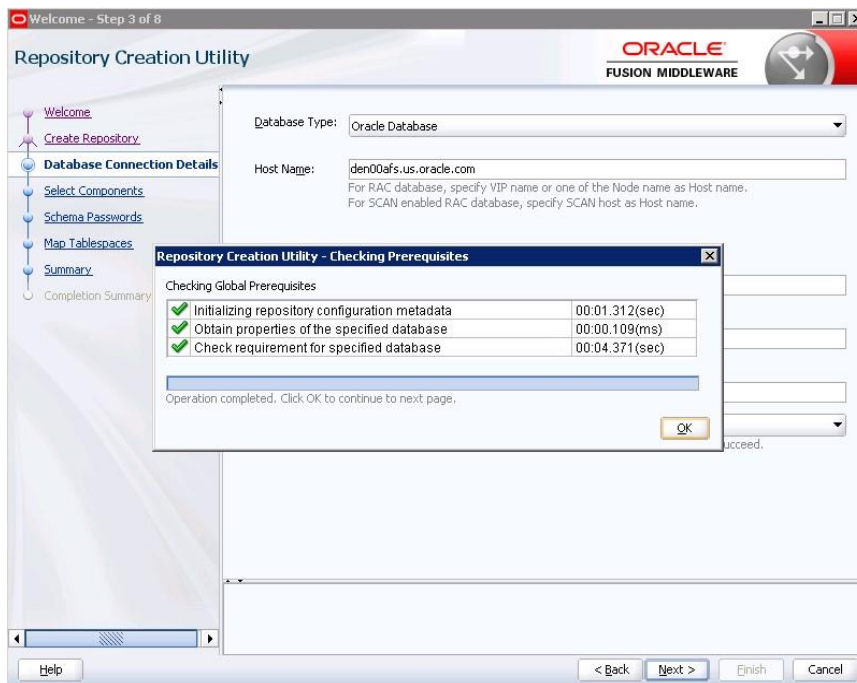 Welcome - Step 3 of 8
Repository Creation Utility
ORACLE
FUSION MIDDLEWARE
Welcome
Create Repository
Database Connection Details
Select Components
Schema Passwords
Map Tablespaces
Summary
Completion Summary
Database Type:
Oracle Database
Host Name:
den00afs.us.oracle.com
For RAC database, specify VIP name or one of the Node name as Host name.
For SCAN enabled RAC database, specify SCAN host as Host name.
Repository Creation Utility - Checking Prerequisites
Checking Global Prerequisites
Initializing repository configuration metadata 00:01.312(sec)
Obtain properties of the specified database 00:00.109(ms)
Check requirement for specified database 00:04.371(sec)
Operation completed. Click OK to continue to next page.
OK
ucceed.
Help
< Back
Next >
Finish
Cancel